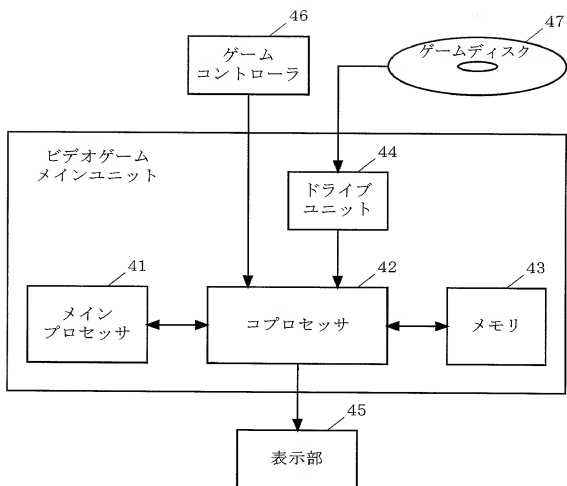 46
ゲーム
コントローラ
47
ゲームディスク
ビデオゲーム
メインユニット
44
ドライブ
ユニット
41
メイン
プロセッサ
42
コプロセッサ
43
メモリ
45
表示部